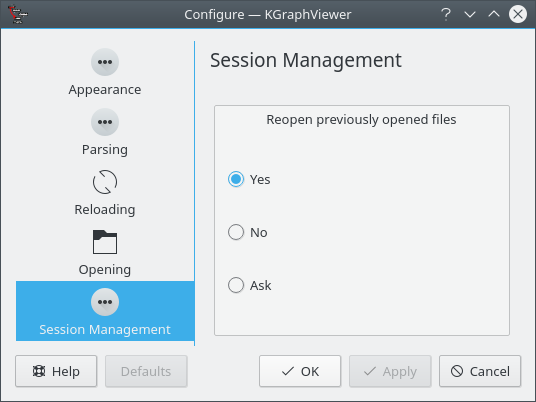 Configure — KGraphViewer
Appearance
Parsing
Reloading
Opening
Session Management
Session Management
Reopen previously opened files
Yes
No
Ask
Help
Defaults
OK
Apply
Cancel